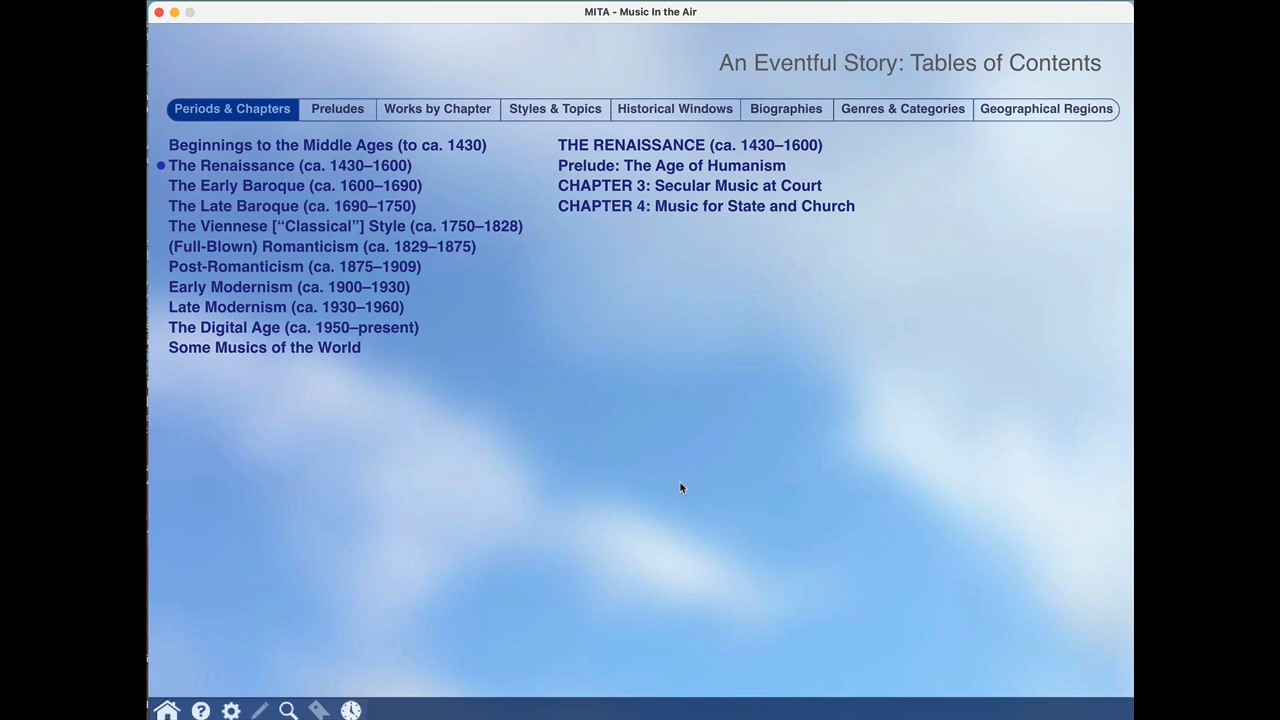 MITA - Music In the Air
An Eventful Story: Tables of Contents
Periods & Chapters
Preludes
Works by Chapter
Styles & Topics
Historical Windows
Biographies
Genres & Categories
Geographical Regions
Beginnings to the Middle Ages (to ca. 1430)
The Renaissance (ca. 1430–1600)
The Early Baroque (ca. 1600–1690)
The Late Baroque (ca. 1690–1750)
The Viennese [“Classical”] Style (ca. 1750–1828)
(Full-Blown) Romanticism (ca. 1829–1875)
Post-Romanticism (ca. 1875–1909)
Early Modernism (ca. 1900–1930)
Late Modernism (ca. 1930–1960)
The Digital Age (ca. 1950–present)
Some Musics of the World
THE RENAISSANCE (ca. 1430–1600)
Prelude: The Age of Humanism
CHAPTER 3: Secular Music at Court
CHAPTER 4: Music for State and Church